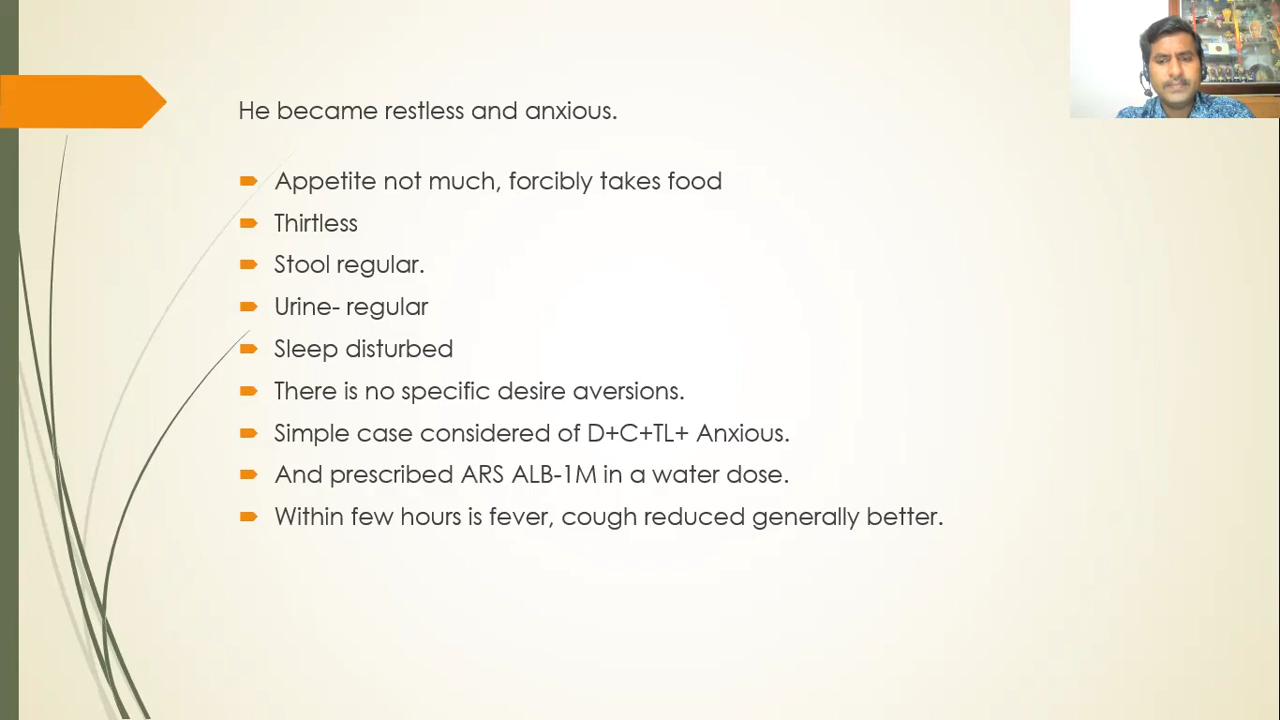 He became restless and anxious.
Appetite not much, forcibly takes food
Thirtless
Stool regular.
Urine- regular
Sleep disturbed
There is no specific desire aversions.
Simple case considered of D+C+TL+ Anxious.
And prescribed ARS ALB-1M in a water dose.
Within few hours is fever, cough reduced generally better.